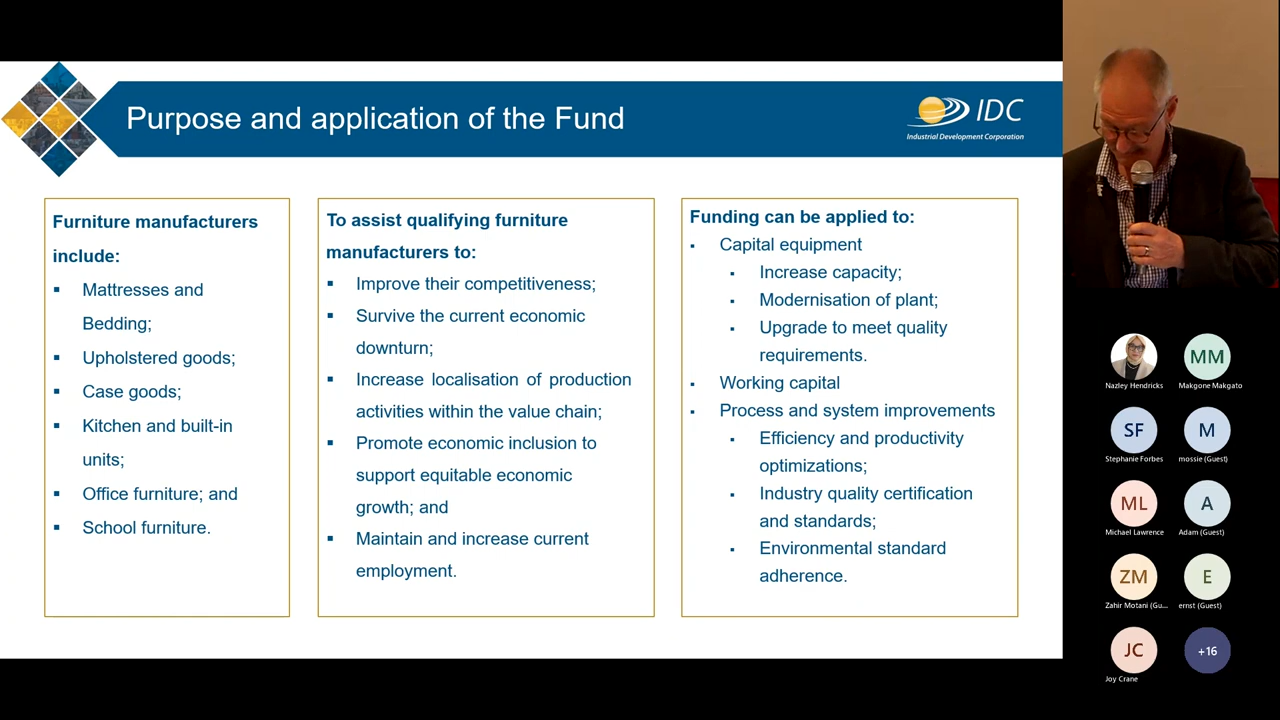 Purpose and application of the Fund
IDC
Industrial Development Corporation
Furniture manufacturers
include:
▪ Mattresses and
Bedding;
▪ Upholstered goods;
▪ Case goods;
▪ Kitchen and built-in
units;
▪ Office furniture; and
▪ School furniture.
To assist qualifying furniture
manufacturers to:
▪ Improve their competitiveness;
▪ Survive the current economic
downturn;
▪ Increase localisation of production
activities within the value chain;
▪ Promote economic inclusion to
support equitable economic
growth; and
▪ Maintain and increase current
employment.
Funding can be applied to:
▪ Capital equipment
▪ Increase capacity;
▪ Modernisation of plant;
▪ Upgrade to meet quality
requirements.
▪ Working capital
▪ Process and system improvements
▪ Efficiency and productivity
optimizations;
▪ Industry quality certification
and standards;
▪ Environmental standard
adherence.
Nazley Hendricks
MM
Makgone Makgato
SF
Stephanie Forbes
M
mossie (Guest)
ML
Michael Lawrence
A
Adam (Guest)
ZM
Zahir Motani (Gu...
E
ernst (Guest)
JC
Joy Crane
+16